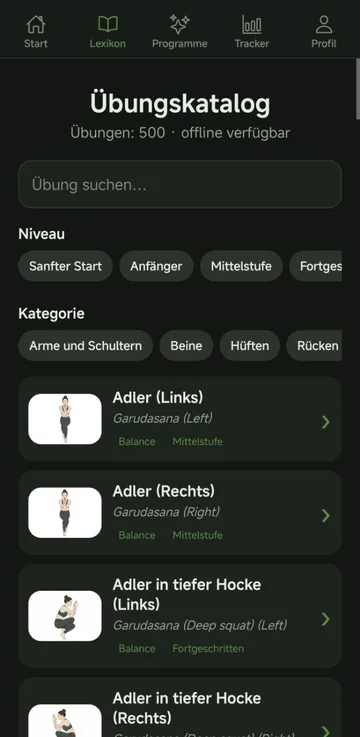 Start
Lexikon
Programme
Tracker
Profil
Übungskatalog
Übungen: 500 · offline verfügbar
Übung suchen...
Niveau
Sanfter Start
Anfänger
Mittelstufe
Fortges
Kategorie
Arme und Schultern
Beine
Hüften
Rücken
Adler (Links)
Garudasana (Left)
Balance Mittelstufe
Adler (Rechts)
Garudasana (Right)
Balance Mittelstufe
Adler in tiefer Hocke
(Links)
Garudasana (Deep squat) (Left)
Balance Fortgeschritten
Adler in tiefer Hocke
(Rechts)